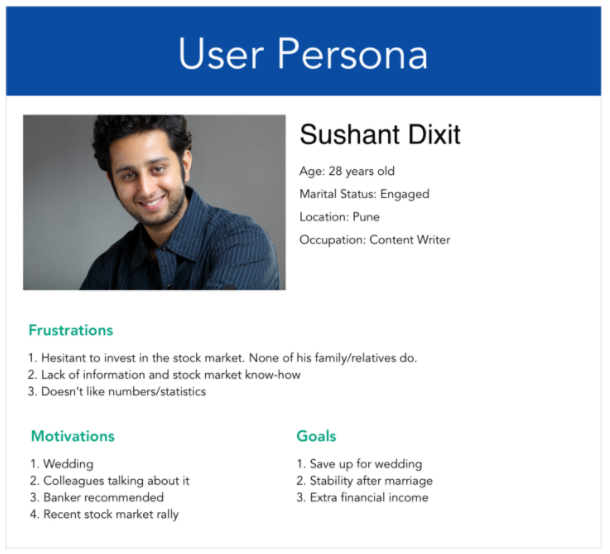 User Persona
Sushant Dixit
Age: 28 years old
Marital Status: Engaged
Location: Pune
Occupation: Content Writer
Frustrations
1. Hesitant to invest in the stock market. None of his family/relatives do.
2. Lack of information and stock market know-how
3. Doesn’t like numbers/statistics
Motivations
1. Wedding
2. Colleagues talking about it
3. Banker recommended
4. Recent stock market rally
Goals
1. Save up for wedding
2. Stability after marriage
3. Extra financial income